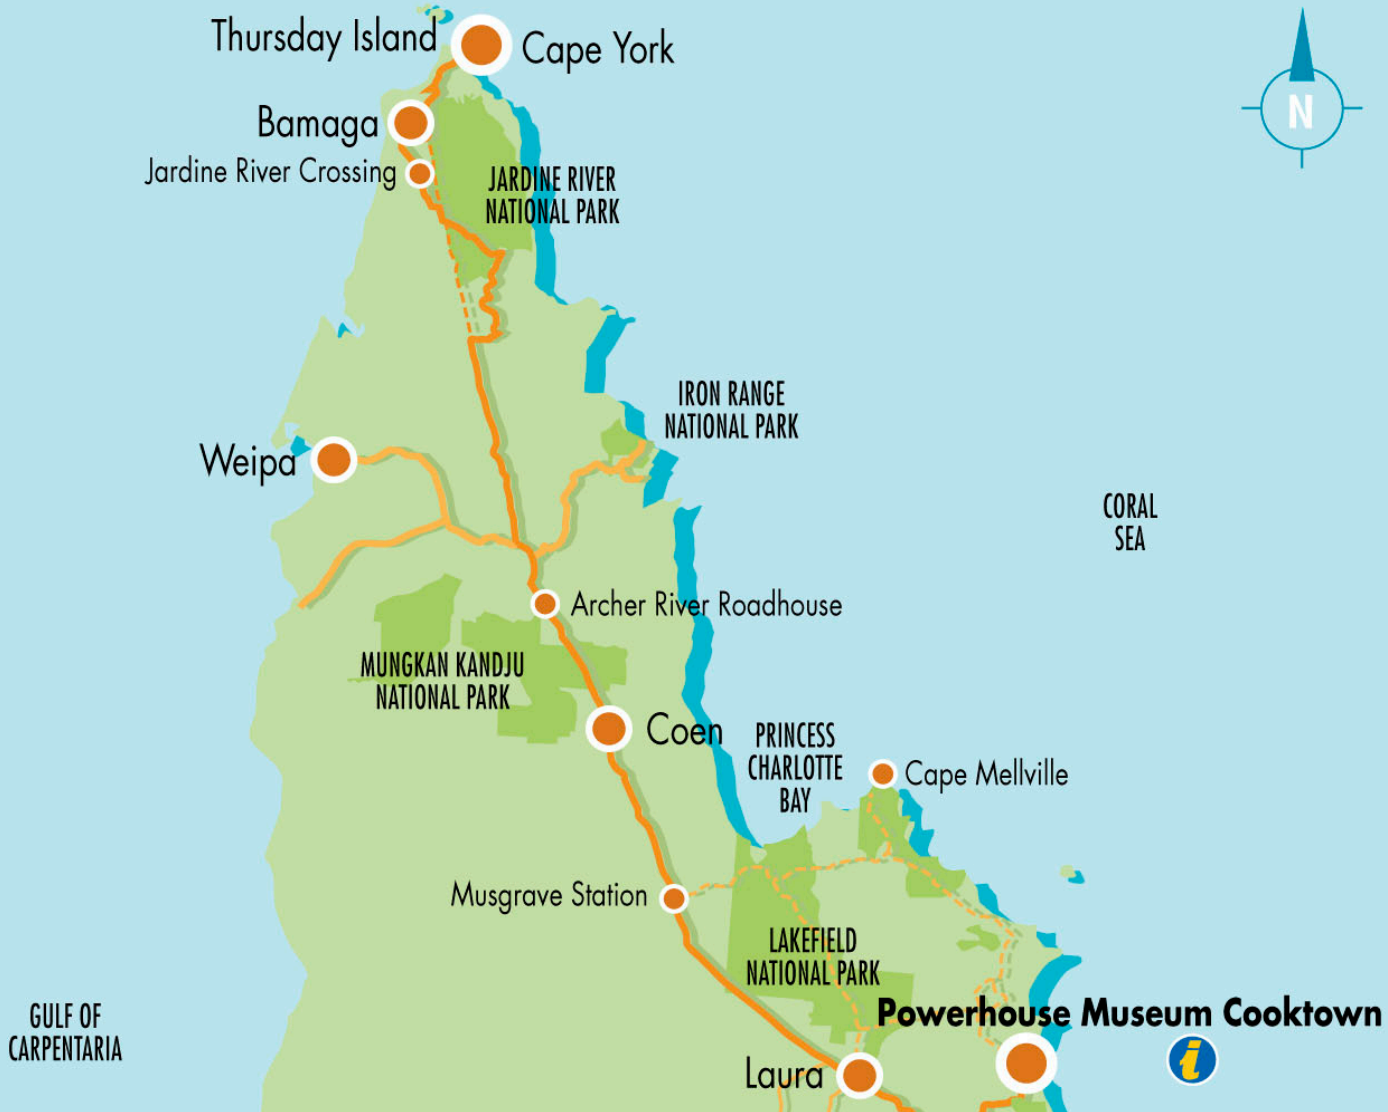 Thursday Island
Cape York
N
Bamaga
Jardine River Crossing
JARDINE RIVER
NATIONAL PARK
IRON RANGE
NATIONAL PARK
Weipa
CORAL
SEA
Archer River Roadhouse
MUNGKAN KANDJU
NATIONAL PARK
Coen
PRINCESS
CHARLOTTE
BAY
Cape Mellville
Musgrave Station
LAKEFIELD
NATIONAL PARK
GULF OF
CARPENTARIA
Powerhouse Museum Cooktown
i
Laura